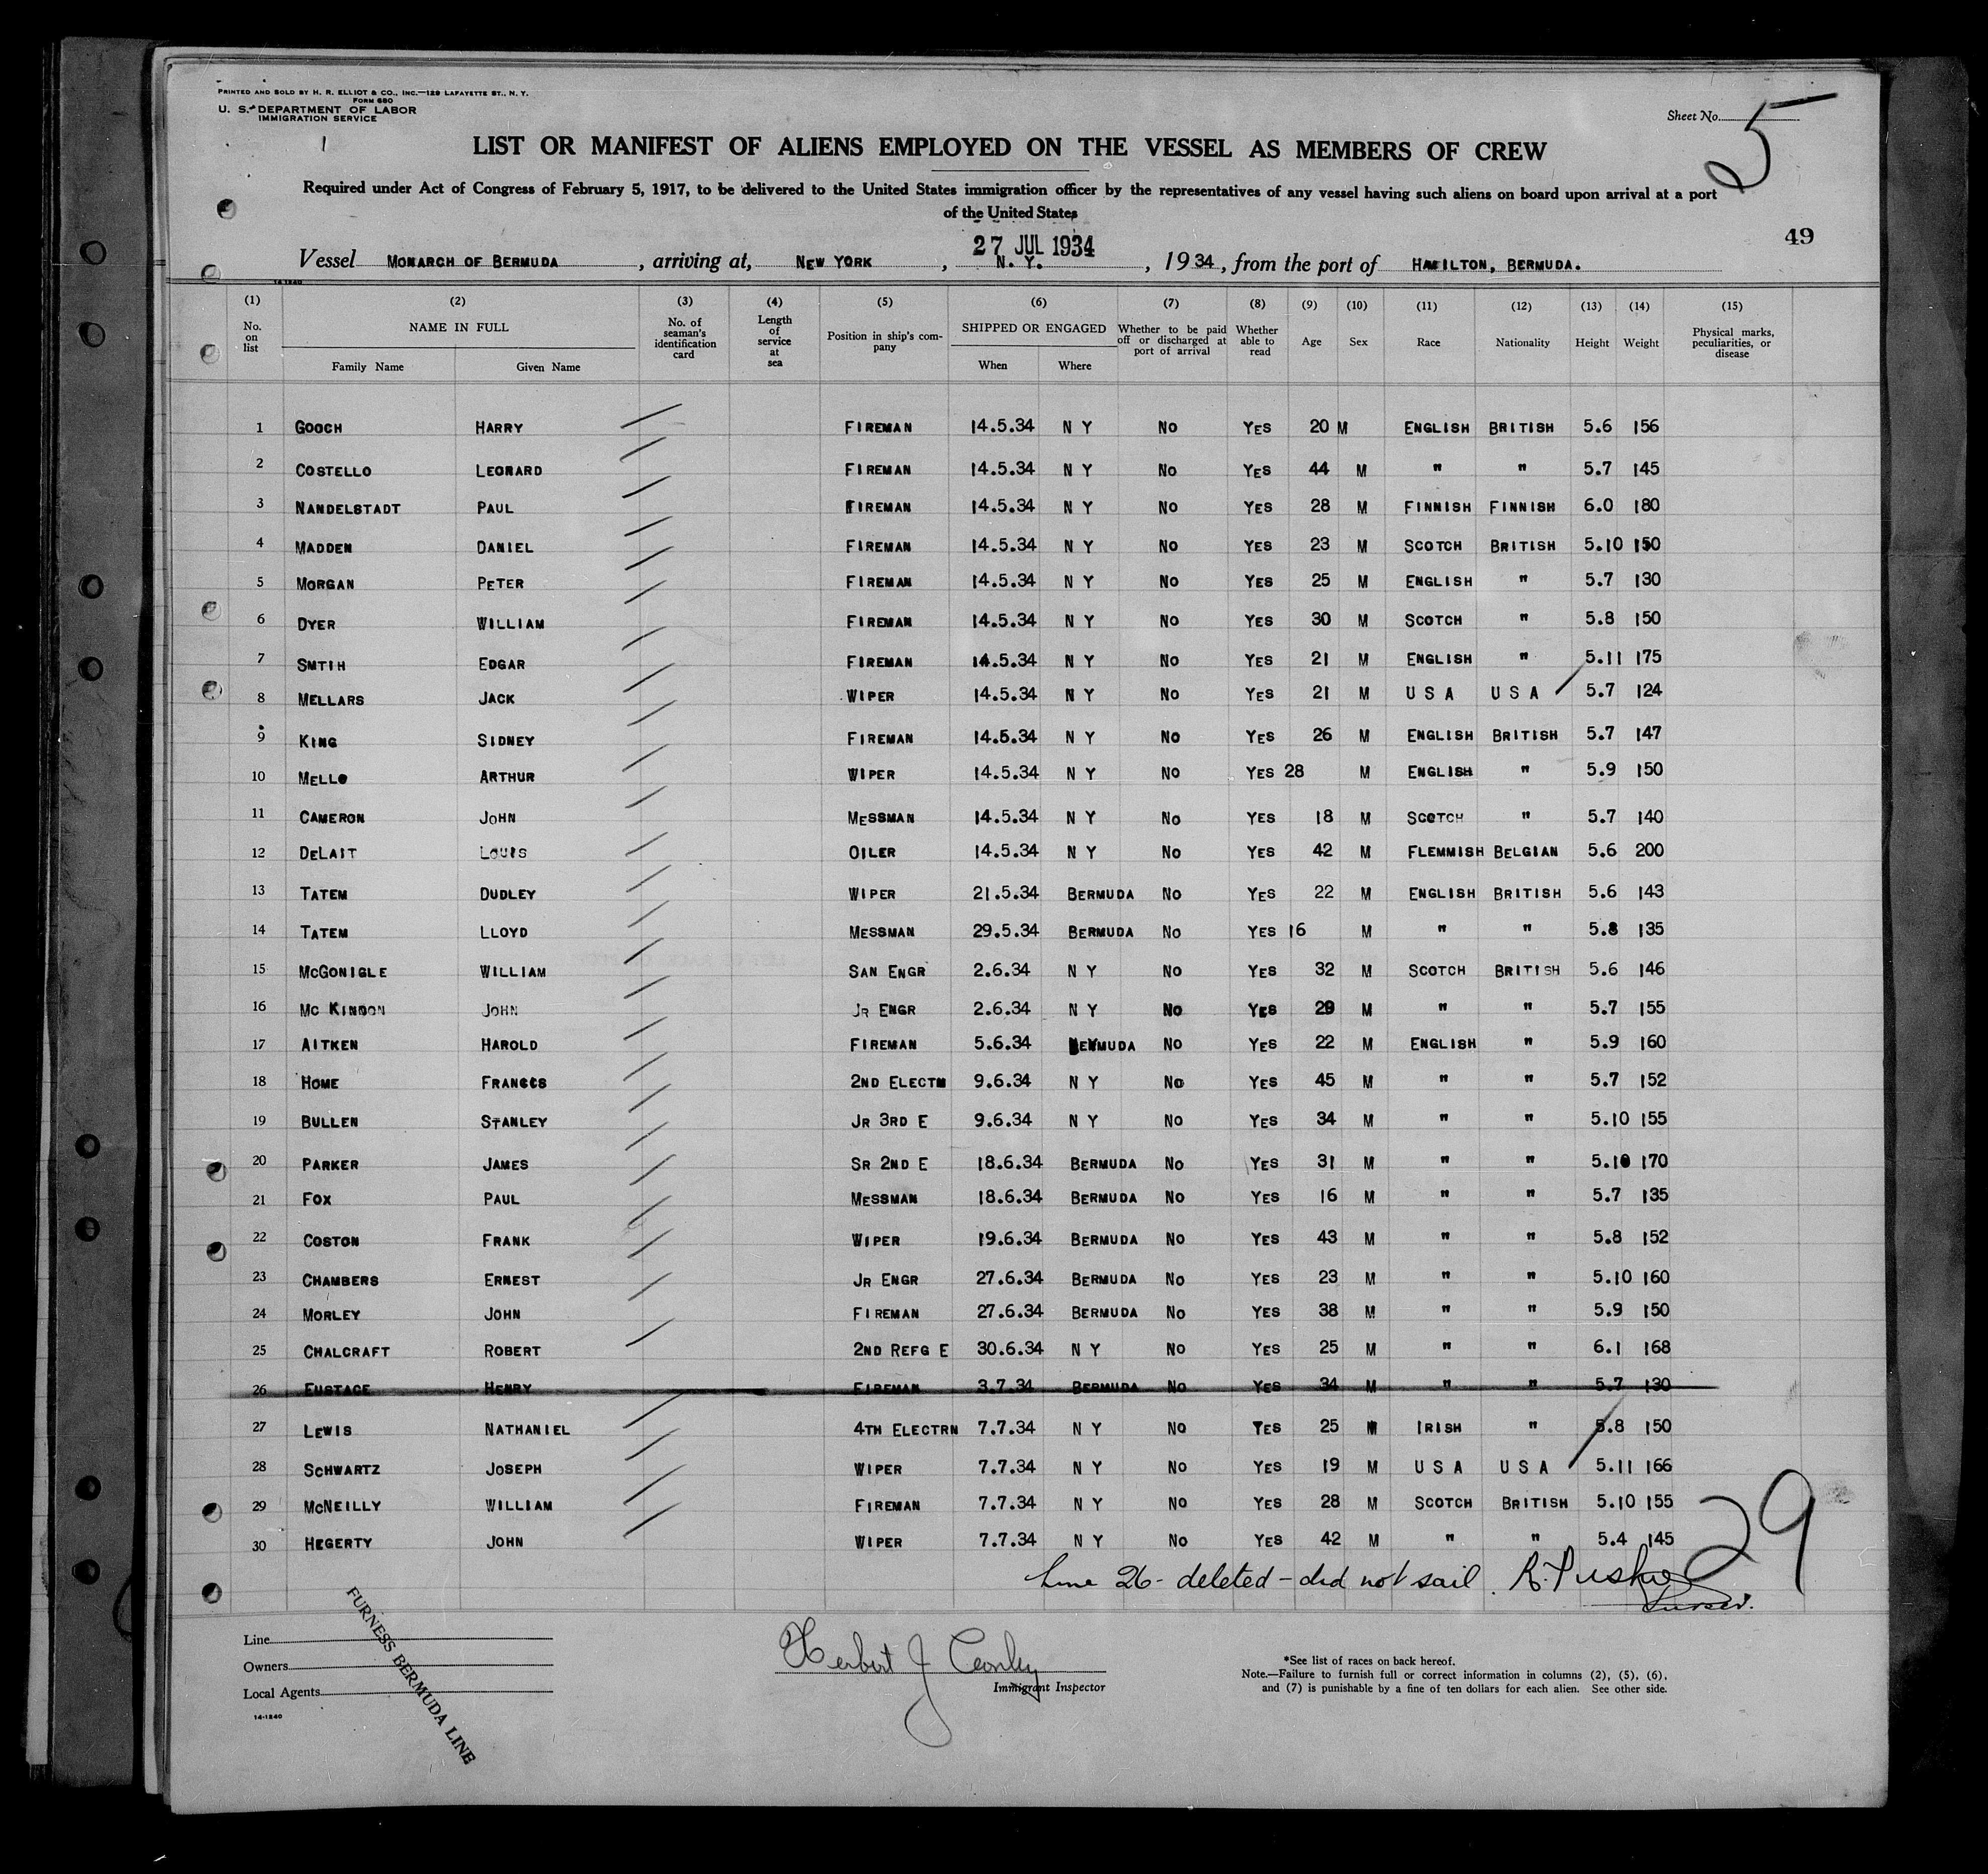 PRINTED AND SOLD BY H. R. ELLIOT & CO., INC.—129 LAFAYETTE ST., N. Y.
FORM 680
U. S. DEPARTMENT OF LABOR
IMMIGRATION SERVICE
Sheet No. 5
LIST OR MANIFEST OF ALIENS EMPLOYED ON THE VESSEL AS MEMBERS OF CREW
Required under Act of Congress of February 5, 1917, to be delivered to the United States immigration officer by the representatives of any vessel having such aliens on board upon arrival at a port
of the United States
27 JUL 1934
49
Vessel MONARCH OF BERMUDA, arriving at, NEW YORK, N. Y., 1934, from the port of HAMILTON, BERMUDA.
14-1240
(1) (2) (3) (4) (5) (6) (7) (8) (9) (10) (11) (12) (13) (14) (15)
No. on list NAME IN FULL Family Name Given Name No. of seaman's identification card Length of service at sea Position in ship's company SHIPPED OR ENGAGED When Where Whether to be paid off or discharged at port of arrival Whether able to read Age Sex Race Nationality Height Weight Physical marks, peculiarities, or disease
1 GOOCH HARRY FIREMAN 14.5.34 N Y NO YES 20 M ENGLISH BRITISH 5.6 156
2 COSTELLO LEONARD FIREMAN 14.5.34 N Y NO YES 44 M " " 5.7 145
3 NANDELSTADT PAUL FIREMAN 14.5.34 N Y NO YES 28 M FINNISH FINNISH 6.0 180
4 MADDEN DANIEL FIREMAN 14.5.34 N Y NO YES 23 M SCOTCH BRITISH 5.10 150
5 MORGAN PETER FIREMAN 14.5.34 N Y NO YES 25 M ENGLISH " 5.7 130
6 DYER WILLIAM FIREMAN 14.5.34 N Y NO YES 30 M SCOTCH " 5.8 150
7 SMTIH EDGAR FIREMAN 14.5.34 N Y NO YES 21 M ENGLISH " 5.11 175
8 MELLARS JACK WIPER 14.5.34 N Y NO YES 21 M U S A U S A 5.7 124
9 KING SIDNEY FIREMAN 14.5.34 N Y NO YES 26 M ENGLISH BRITISH 5.7 147
10 MELLO ARTHUR WIPER 14.5.34 N Y NO YES 28 M ENGLISH " 5.9 150
11 CAMERON JOHN MESSMAN 14.5.34 N Y NO YES 18 M SCOTCH " 5.7 140
12 DELAIT LOUIS OILER 14.5.34 N Y NO YES 42 M FLEMMISH BELGIAN 5.6 200
13 TATEM DUDLEY WIPER 21.5.34 BERMUDA NO YES 22 M ENGLISH BRITISH 5.6 143
14 TATEM LLOYD MESSMAN 29.5.34 BERMUDA NO YES 16 M " " 5.8 135
15 MCGONIGLE WILLIAM SAN ENGR 2.6.34 N Y NO YES 32 M SCOTCH BRITISH 5.6 146
16 MC KINDON JOHN JR ENGR 2.6.34 N Y NO YES 29 M " " 5.7 155
17 AITKEN HAROLD FIREMAN 5.6.34 BERMUDA NO YES 22 M ENGLISH " 5.9 160
18 HOME FRANCIS 2ND ELECTN 9.6.34 N Y NO YES 45 M " " 5.7 152
19 BULLEN STANLEY JR 3RD E 9.6.34 N Y NO YES 34 M " " 5.10 155
20 PARKER JAMES SR 2ND E 18.6.34 BERMUDA NO YES 31 M " " 5.10 170
21 FOX PAUL MESSMAN 18.6.34 BERMUDA NO YES 16 M " " 5.7 135
22 COSTON FRANK WIPER 19.6.34 BERMUDA NO YES 43 M " " 5.8 152
23 CHAMBERS ERNEST JR ENGR 27.6.34 BERMUDA NO YES 23 M " " 5.10 160
24 MORLEY JOHN FIREMAN 27.6.34 BERMUDA NO YES 38 M " " 5.9 150
25 CHALCRAFT ROBERT 2ND REFG E 30.6.34 N Y NO YES 25 M " " 6.1 168
26 EUSTACE HENRY FIREMAN 3.7.34 BERMUDA NO YES 34 M " " 5.7 130
27 LEWIS NATHANIEL 4TH ELECTRN 7.7.34 N Y NO YES 25 M IRISH " 5.8 150
28 SCHWARTZ JOSEPH WIPER 7.7.34 N Y NO YES 19 M U S A U S A 5.11 166
29 MCNEILLY WILLIAM FIREMAN 7.7.34 N Y NO YES 28 M SCOTCH BRITISH 5.10 155
30 HEGERTY JOHN WIPER 7.7.34 N Y NO YES 42 M " " 5.4 145
29
Line 26 - deleted - did not sail. R.
Purser.
Line
Owners
Local Agents
14-1240
FURNESS BERMUDA LINE
Herbert J
Immigrant Inspector
*See list of races on back hereof.
Note.—Failure to furnish full or correct information in columns (2), (5), (6),
and (7) is punishable by a fine of ten dollars for each alien. See other side.